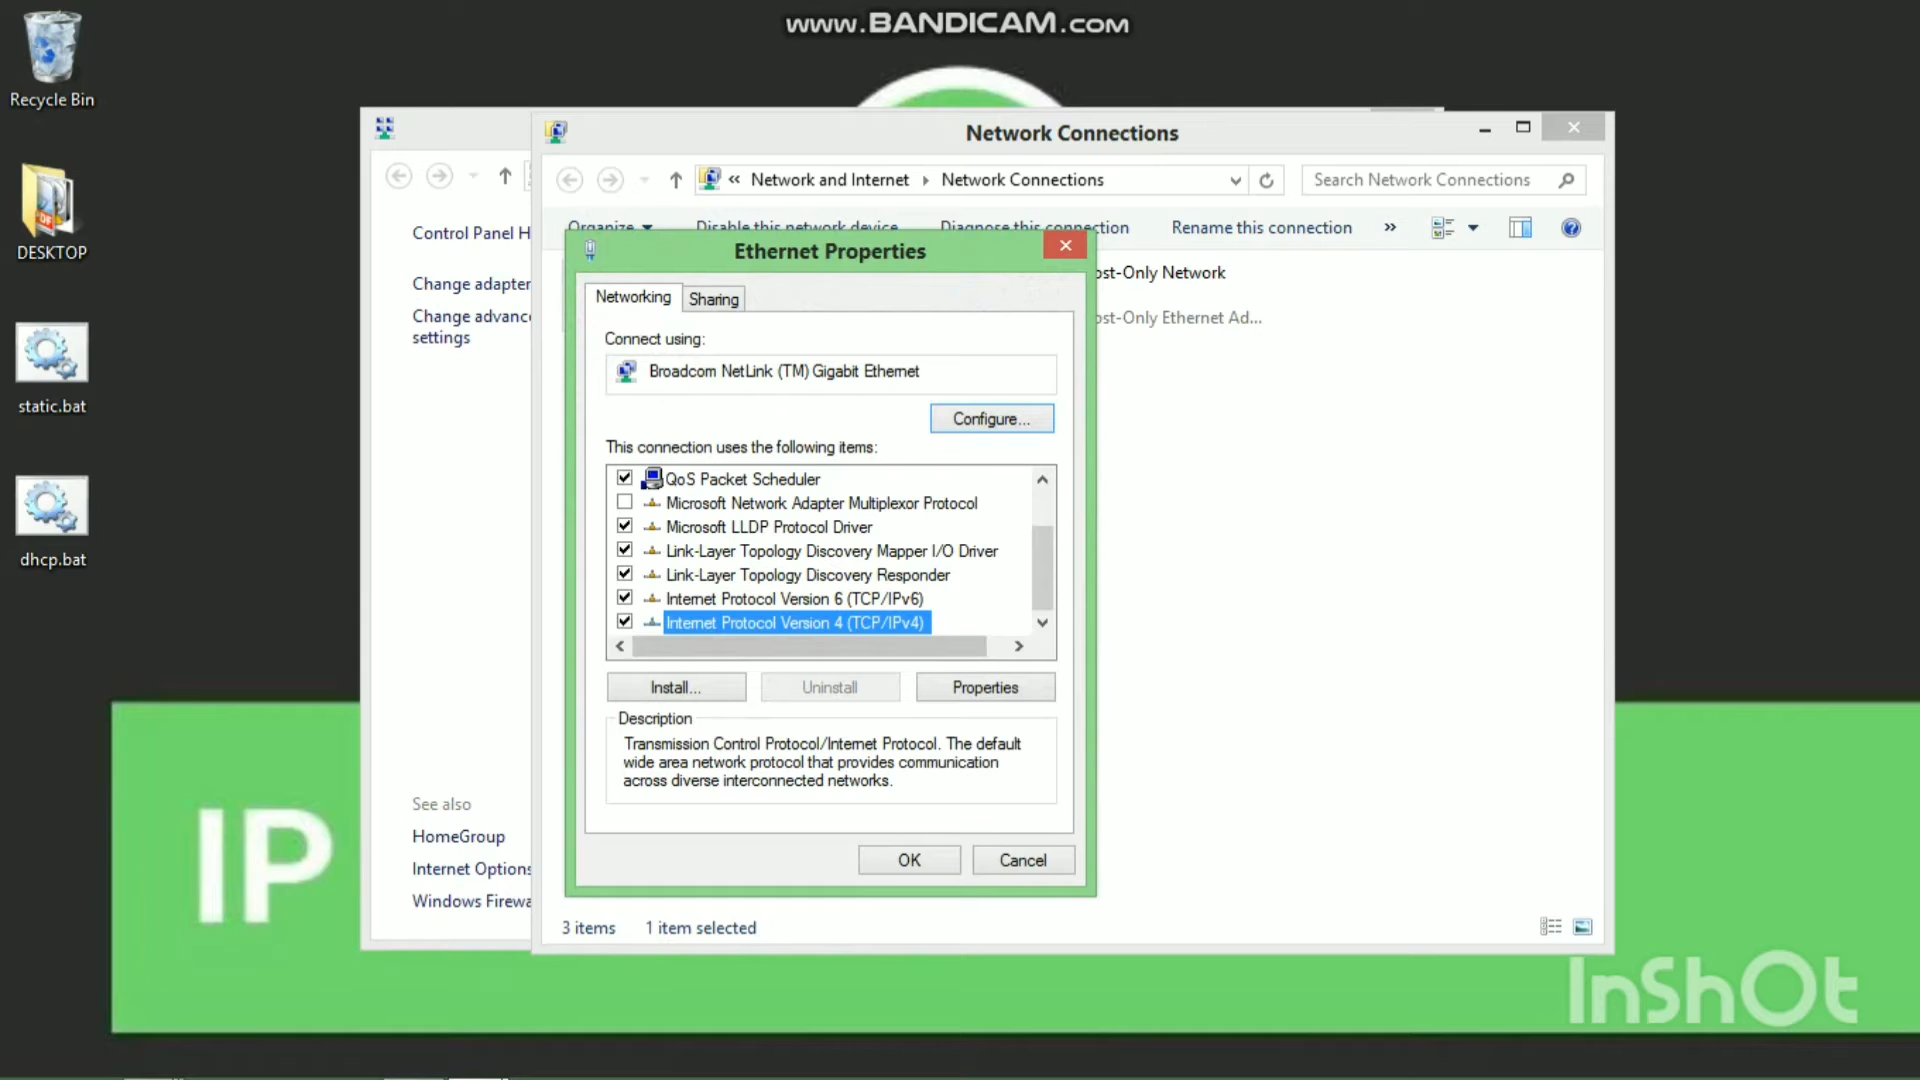 www.BANDICAM.com
Recycle Bin
DESKTOP
static.bat
dhcp.bat
Control Panel H
Change adapter
Change advanc
settings
See also
HomeGroup
Internet Options
Windows Firewa
Network Connections
« Network and Internet Network Connections
Search Network Connections
Organize Disable this network device Diagnose this connection Rename this connection »
ost-Only Network
ost-Only Ethernet Ad...
Ethernet Properties
Networking Sharing
Connect using:
Broadcom NetLink (TM) Gigabit Ethernet
Configure...
This connection uses the following items:
QoS Packet Scheduler
Microsoft Network Adapter Multiplexor Protocol
Microsoft LLDP Protocol Driver
Link-Layer Topology Discovery Mapper I/O Driver
Link-Layer Topology Discovery Responder
Internet Protocol Version 6 (TCP/IPv6)
Internet Protocol Version 4 (TCP/IPv4)
Install... Uninstall Properties
Description
Transmission Control Protocol/Internet Protocol. The default
wide area network protocol that provides communication
across diverse interconnected networks.
OK Cancel
3 items 1 item selected
IP
InShOt